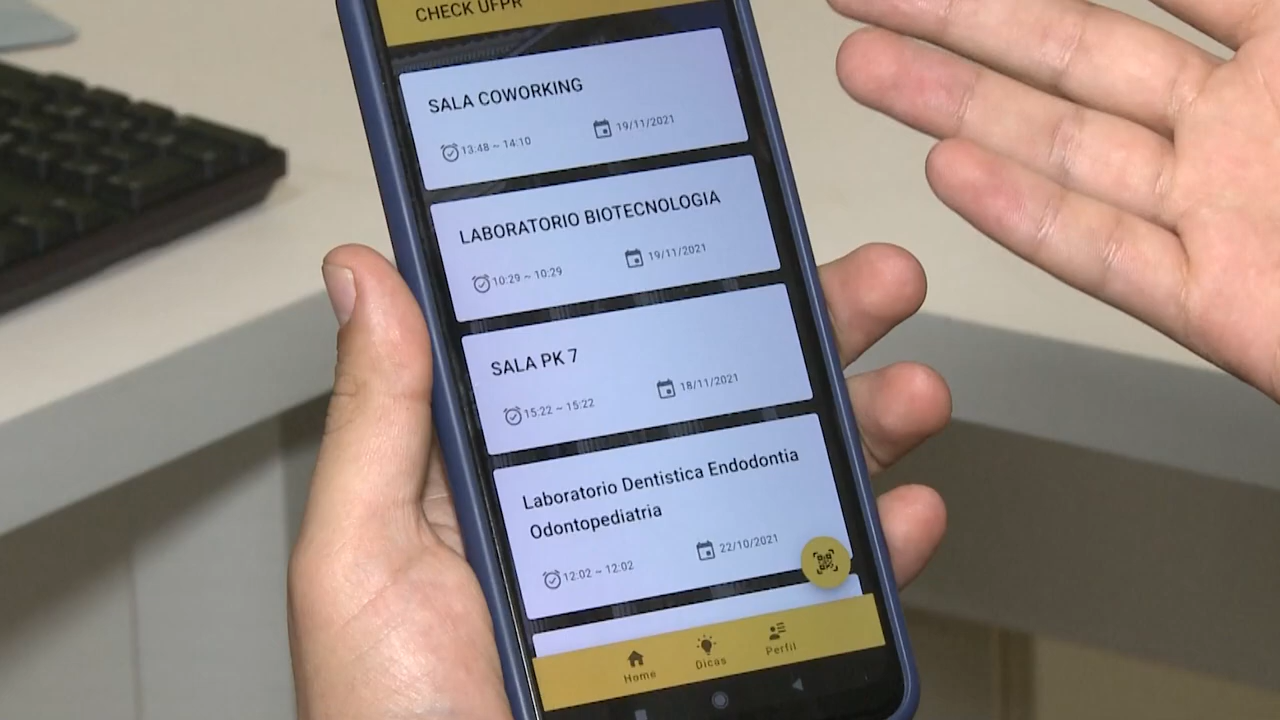 CHECK UFPR
SALA COWORKING
13:48 ~ 14:10 19/11/2021
LABORATORIO BIOTECNOLOGIA
10:29 ~ 10:29 19/11/2021
SALA PK 7
15:22 ~ 15:22 18/11/2021
Laboratorio Dentistica Endodontia
Odontopediatria
12:02 ~ 12:02 22/10/2021
Home Dicas Perfil